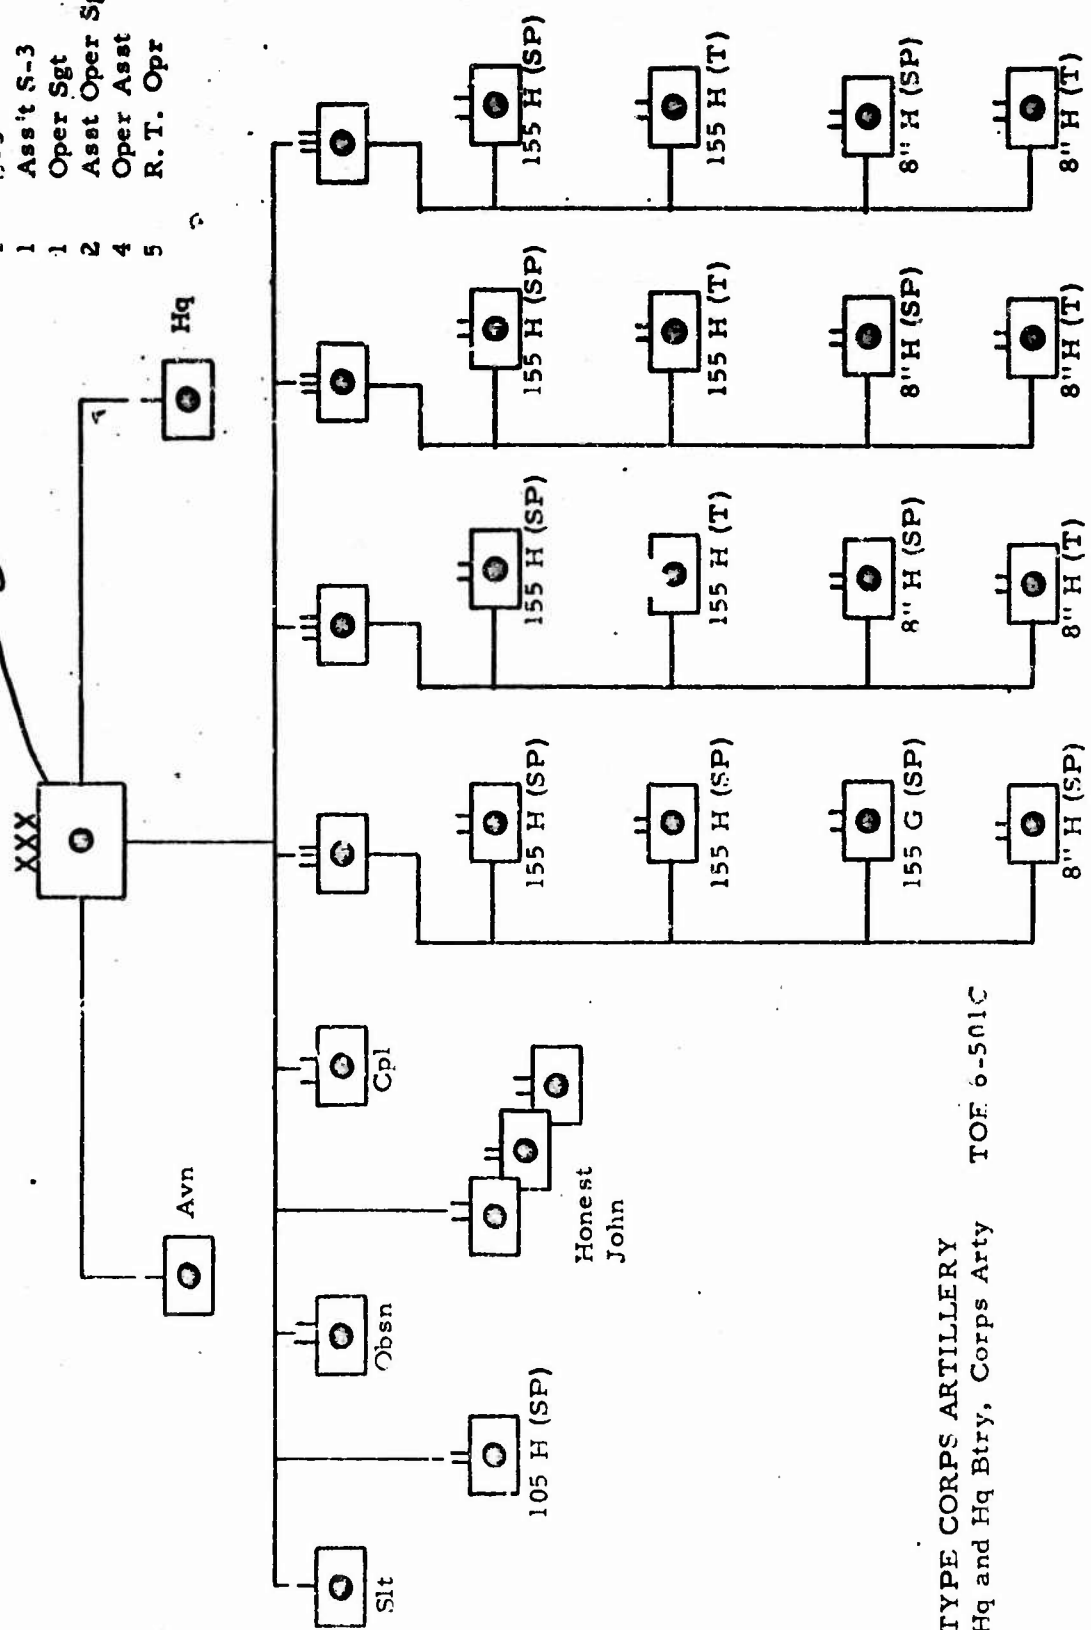 1 Ass't S-3
1 Oper Sgt
2 Asst Oper
4 Oper Asst
5 R. T. Opr
XXX
Avn
Hq
Slt
105 H (SP)
Obsn
Honest
John
Cpl
155 H (SP)
155 H (SP)
155 G (SP)
8" H (SP)
155 H (SP)
155 H (T)
8" H (SP)
8" H (T)
155 H (SP)
155 H (T)
8" H (SP)
8" H (T)
155 H (SP)
155 H (T)
8" H (SP)
8" H (T)
TYPE CORPS ARTILLERY
Hq and Hq Btry, Corps Arty TOE 6-501C